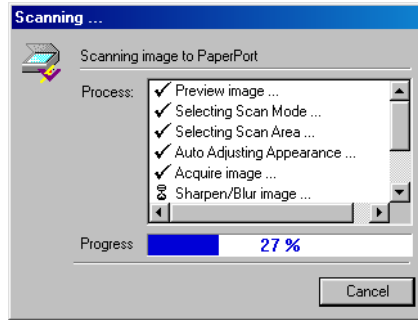 Scanning ...
Scanning image to PaperPort
Process:
Preview image ...
Selecting Scan Mode ...
Selecting Scan Area ...
Auto Adjusting Appearance ...
Acquire image ...
Sharpen/Blur image ...
Progress
27 %
Cancel